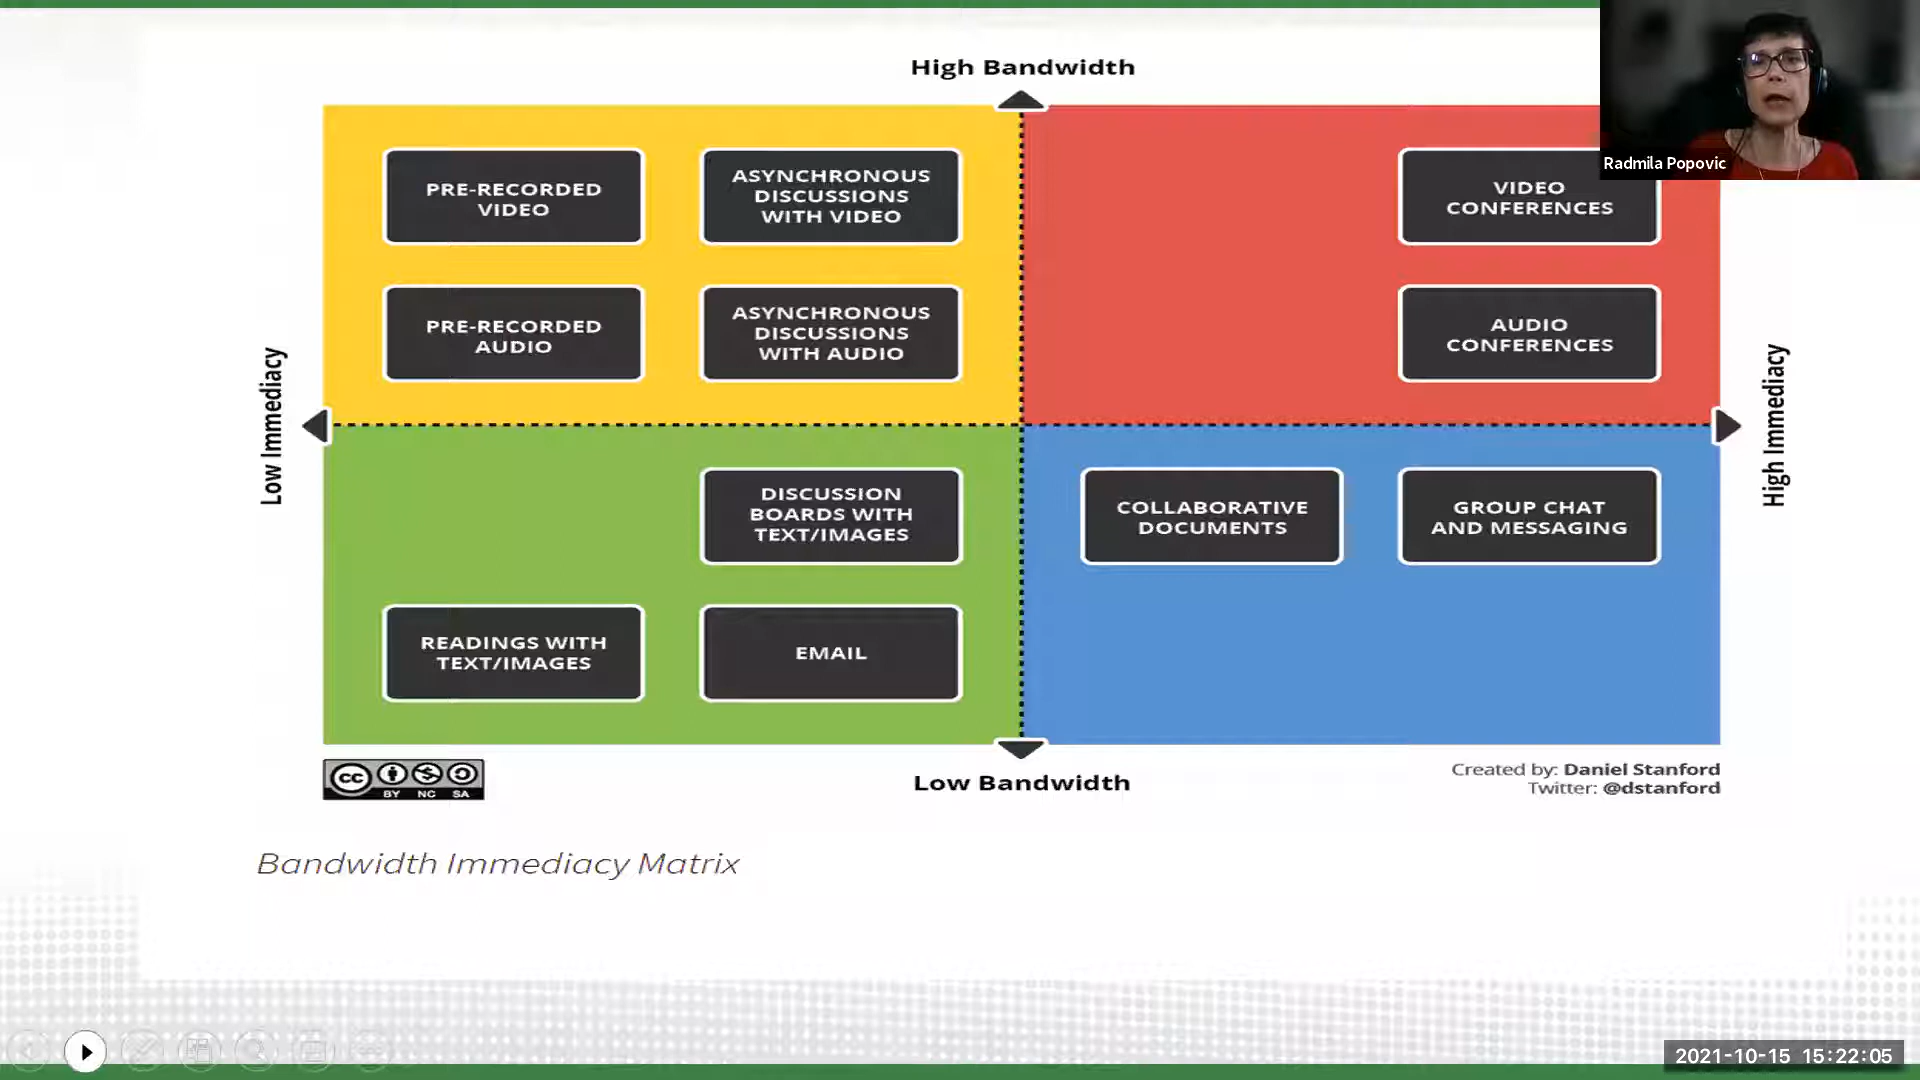 High Bandwidth
Radmila Popovic
PRE-RECORDED
VIDEO
ASYNCHRONOUS
DISCUSSIONS
WITH VIDEO
VIDEO
CONFERENCES
PRE-RECORDED
AUDIO
ASYNCHRONOUS
DISCUSSIONS
WITH AUDIO
AUDIO
CONFERENCES
Low Immediacy
High Immediacy
DISCUSSION
BOARDS WITH
TEXT/IMAGES
COLLABORATIVE
DOCUMENTS
GROUP CHAT
AND MESSAGING
READINGS WITH
TEXT/IMAGES
EMAIL
cc
BY NC SA
Low Bandwidth
Created by: Daniel Stanford
Twitter: @dstanford
Bandwidth Immediacy Matrix
2021-10-15 15:22:05